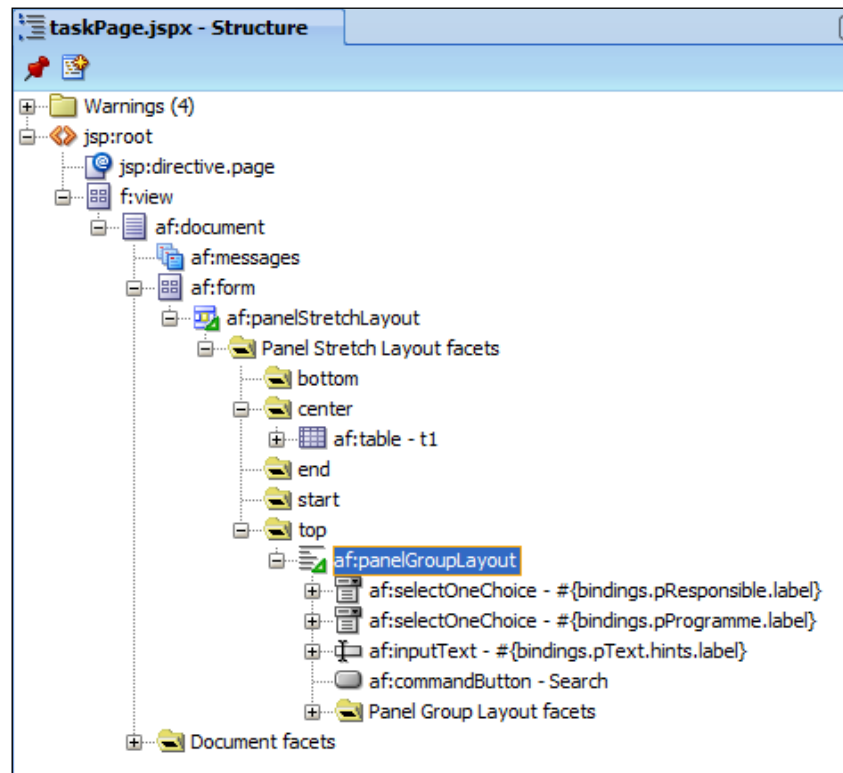 taskPage.jspx - Structure
Warnings (4)
jsp:root
jsp:directive.page
f:view
af:document
af:messages
af:form
af:panelStretchLayout
Panel Stretch Layout facets
bottom
center
af:table - t1
end
start
top
af:panelGroupLayout
af:selectOneChoice - #{bindings.pResponsible.label}
af:selectOneChoice - #{bindings.pProgramme.label}
af:inputText - #{bindings.pText.hints.label}
af:commandButton - Search
Panel Group Layout facets
Document facets